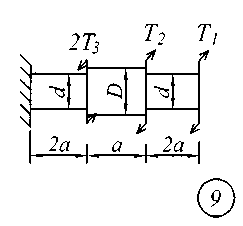 2T₃ T₂ T₁
d D d
2a a 2a
9